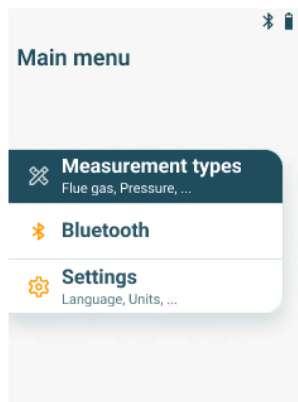 Main menu
Measurement types
Flue gas, Pressure, ...
Bluetooth
Settings
Language, Units, ...